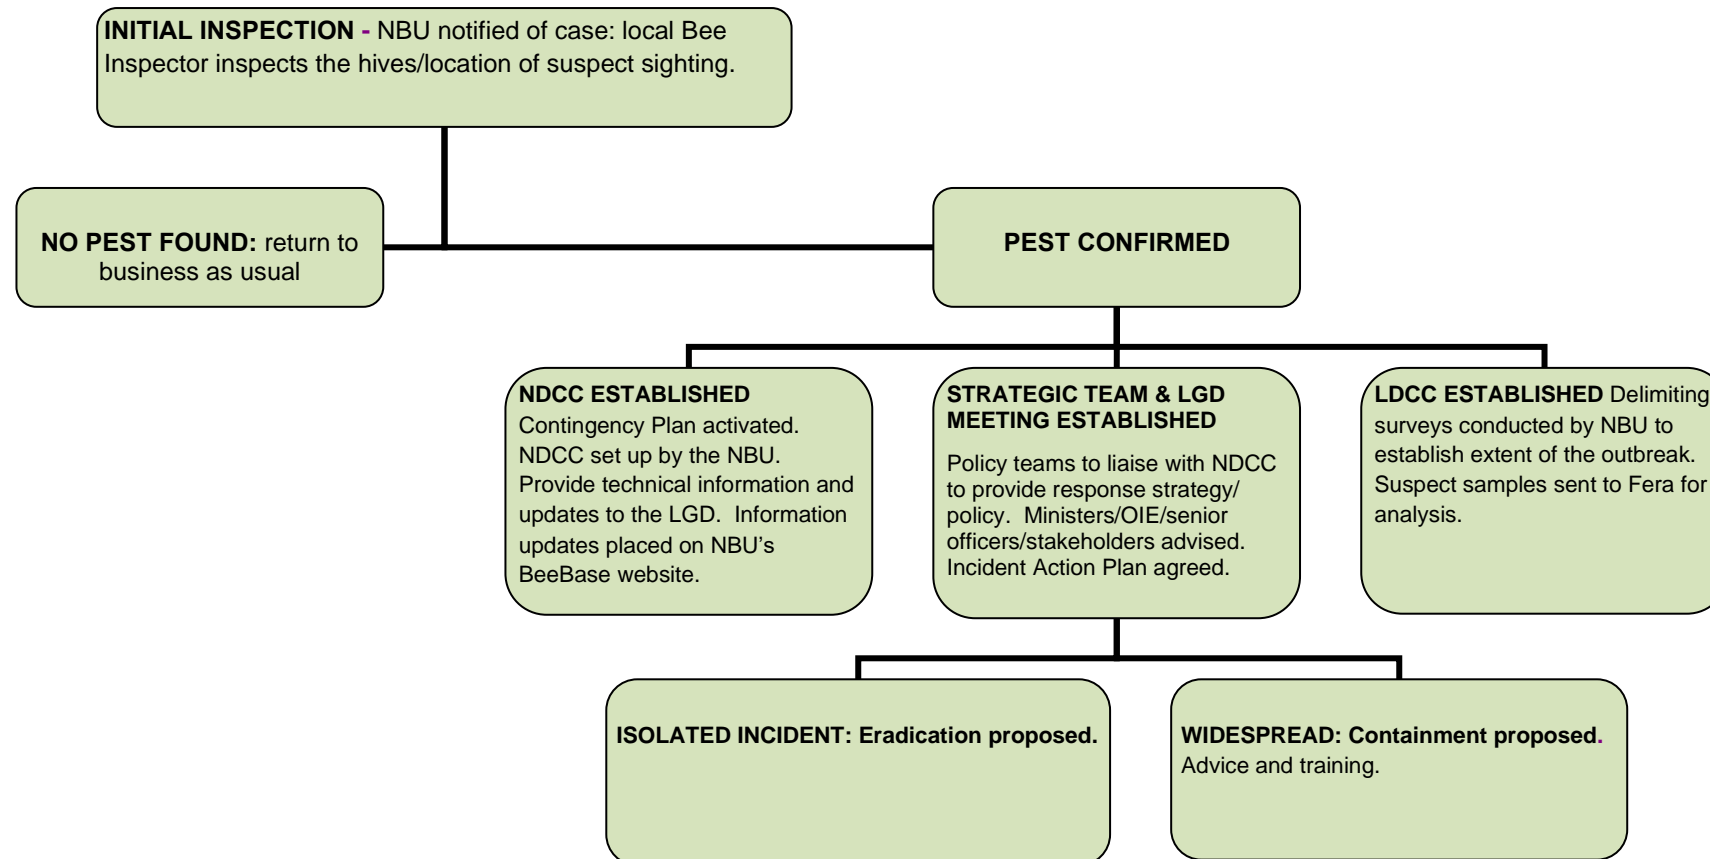 INITIAL INSPECTION - NBU notified of case: local Bee
Inspector inspects the hives/location of suspect sighting.
NO PEST FOUND: return to
business as usual
PEST CONFIRMED
NDCC ESTABLISHED
Contingency Plan activated.
NDCC set up by the NBU.
Provide technical information and
updates to the LGD.  Information
updates placed on NBU's
BeeBase website.
STRATEGIC TEAM & LGD
MEETING ESTABLISHED
Policy teams to liaise with NDCC
to provide response strategy/
policy.  Ministers/OIE/senior
officers/stakeholders advised.
Incident Action Plan agreed.
LDCC ESTABLISHED Delimiting
surveys conducted by NBU to
establish extent of the outbreak.
Suspect samples sent to Fera for
analysis.
ISOLATED INCIDENT: Eradication proposed.
WIDESPREAD: Containment proposed.
Advice and training.